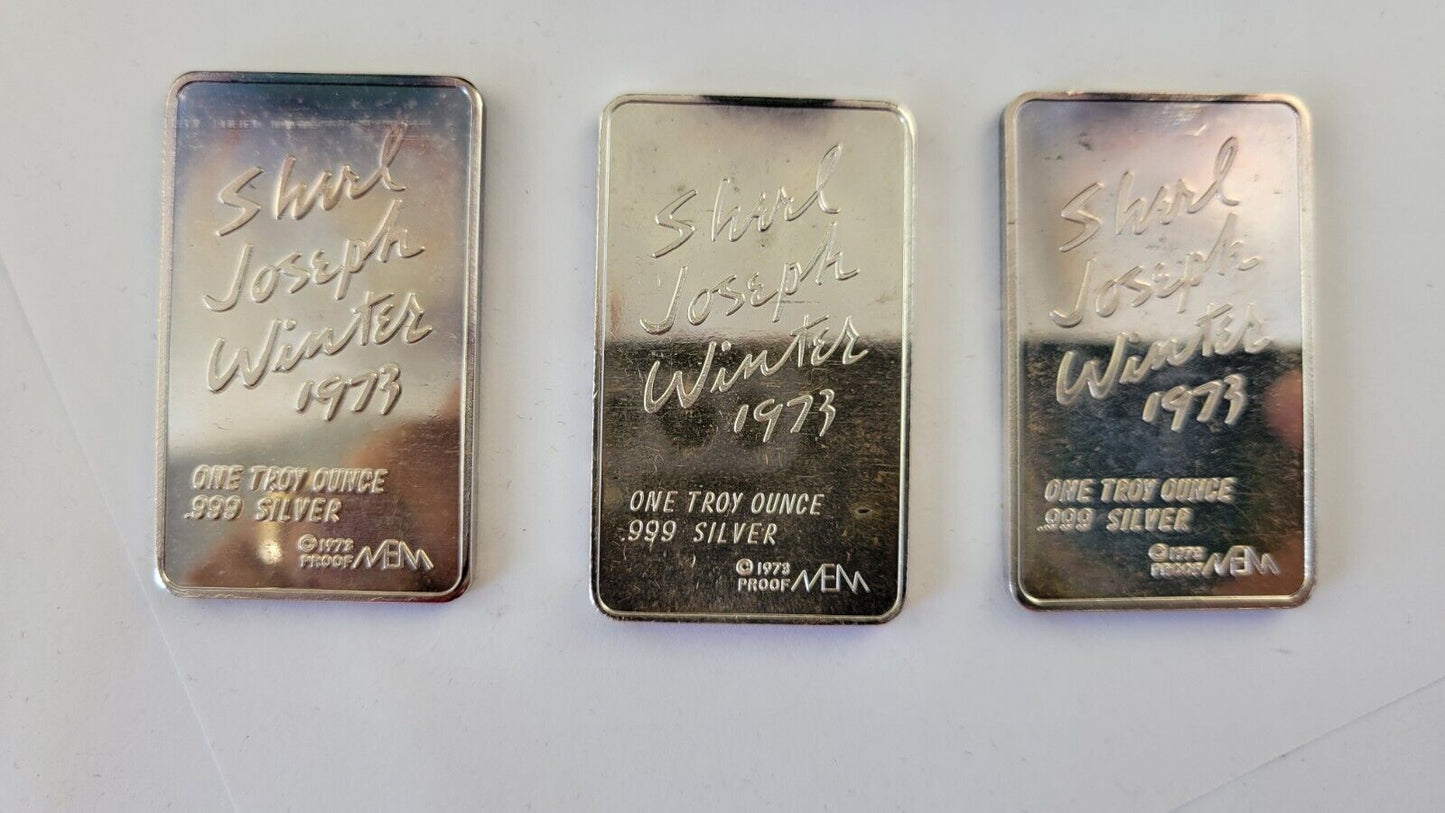 Shirl
Joseph
Winter
1973
ONE TROY OUNCE
.999 SILVER
© 1973
PROOF MEM
Shirl
Joseph
Winter
1973
ONE TROY OUNCE
.999 SILVER
© 1973
PROOF MEM
Shirl
Joseph
Winter
1973
ONE TROY OUNCE
.999 SILVER
© 1973
PROOF MEM